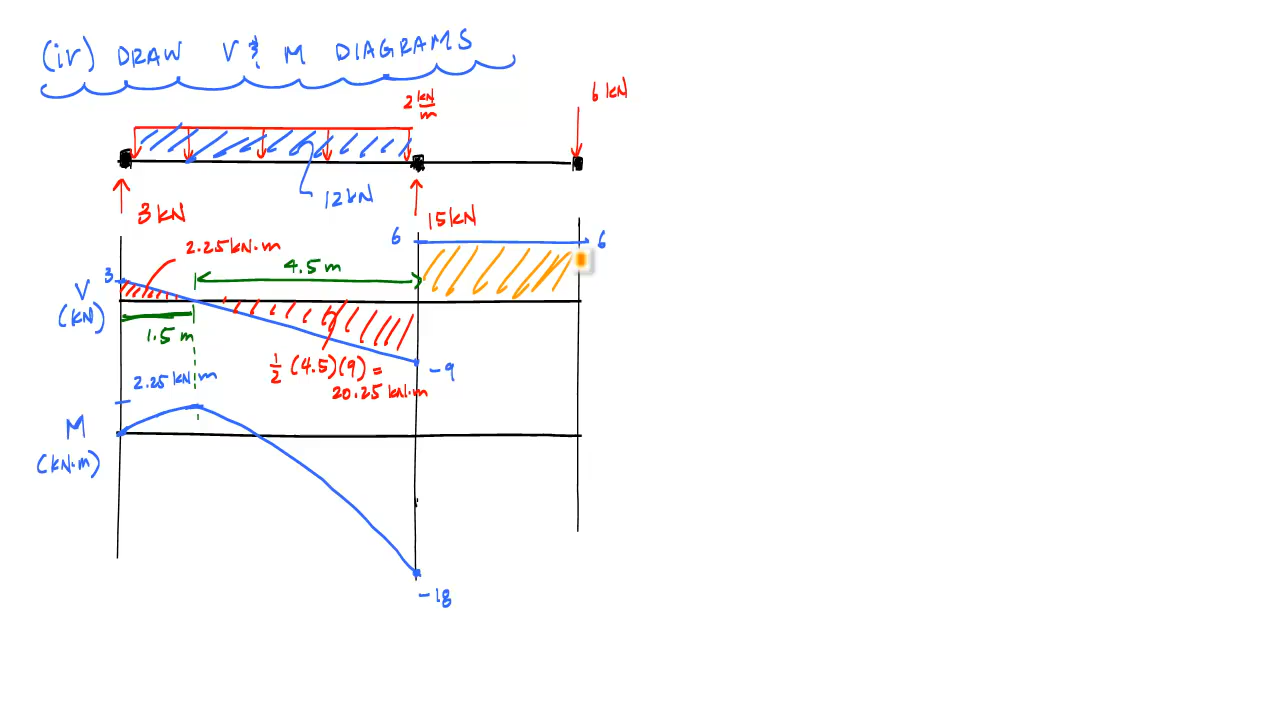 (iv) DRAW V & M DIAGRAMS
2 kN/m
6 kN
12 kN
3 kN
15 kN
2.25 kN·m
6
6
4.5 m
3
V
(kN)
1.5 m
1/2 (4.5)(9) =
20.25 kN·m
-9
2.25 kN·m
M
(kN·m)
-18